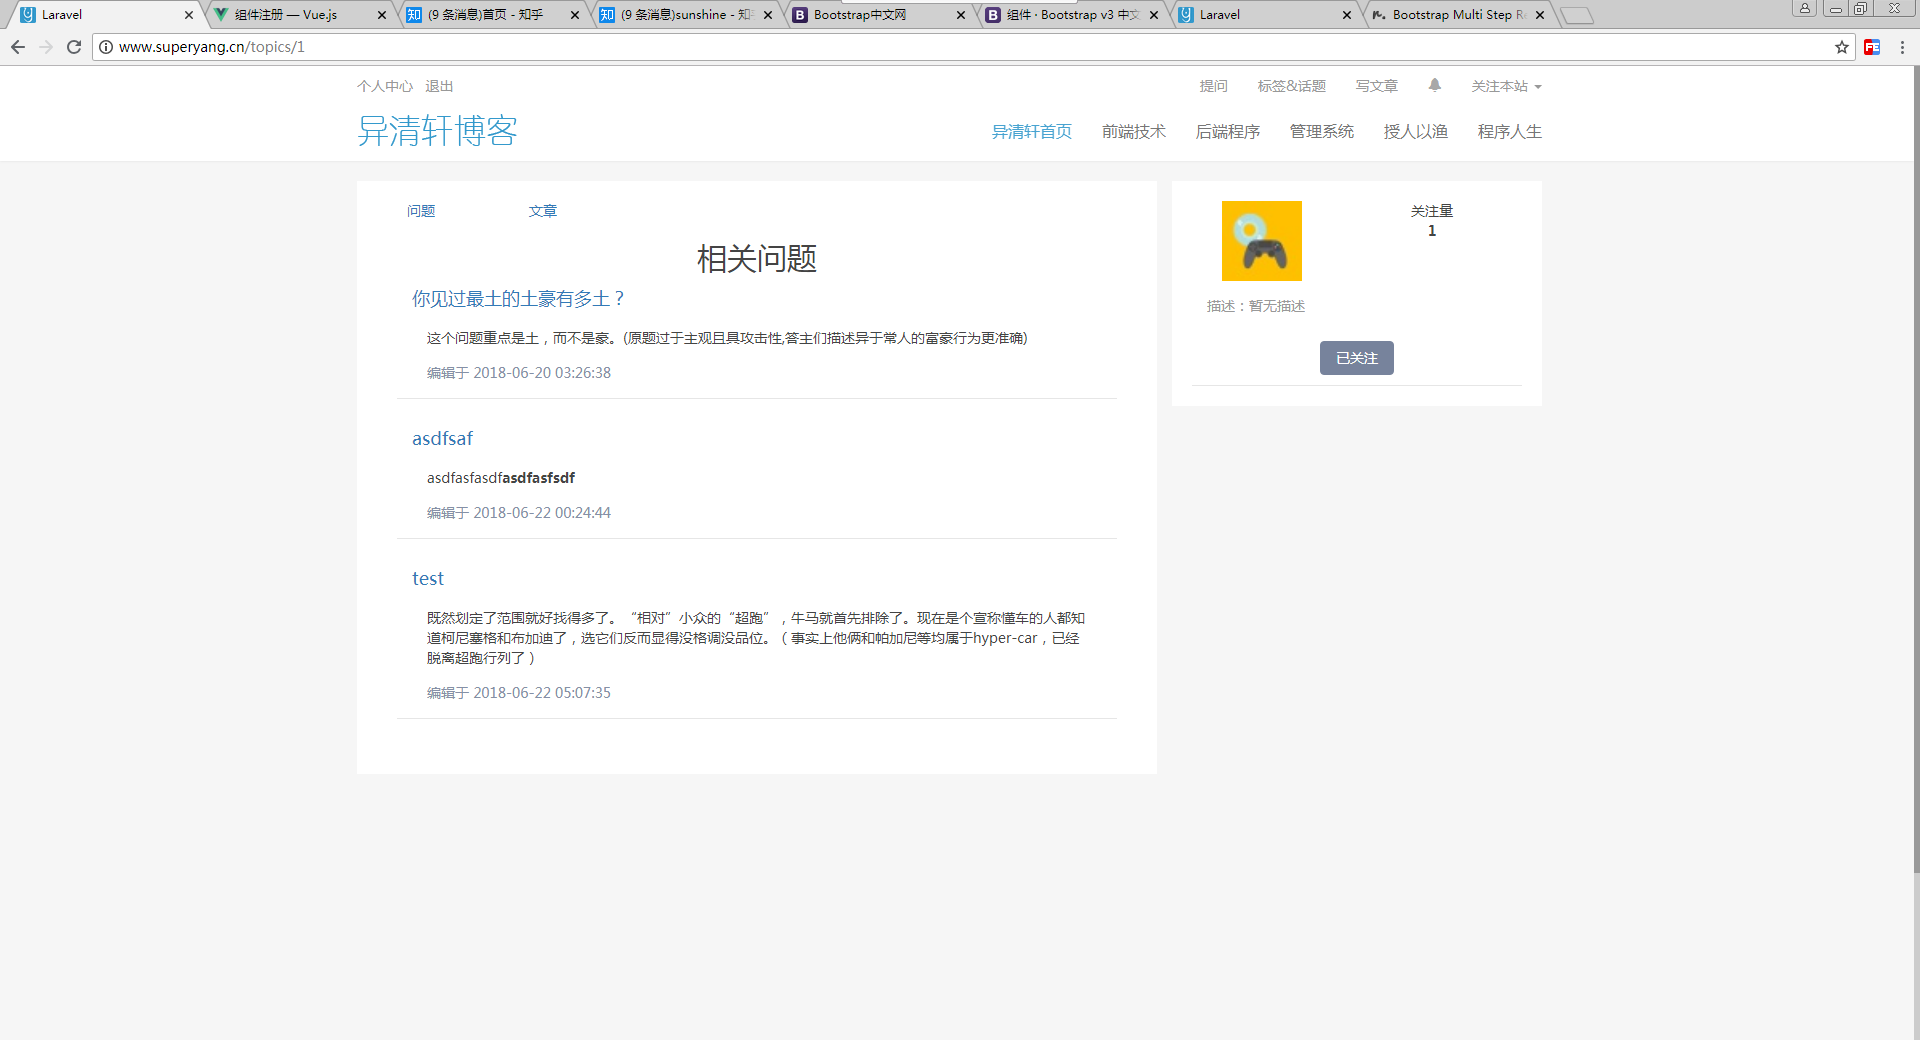 Laravel
组件注册 — Vue.js
(9 条消息)首页 - 知乎
(9 条消息)sunshine - 知
Bootstrap中文网
组件 · Bootstrap v3 中文
Laravel
Bootstrap Multi Step R
www.superyang.cn/topics/1
个人中心 退出
提问 标签&话题 写文章 关注本站
异清轩博客
异清轩首页 前端技术 后端程序 管理系统 授人以渔 程序人生
问题 文章
相关问题
你见过最土的土豪有多土？
这个问题重点是土，而不是豪。(原题过于主观且具攻击性,答主们描述异于常人的富豪行为更准确)
编辑于 2018-06-20 03:26:38
asdfsaf
asdfasfasdfasdfasfsdf
编辑于 2018-06-22 00:24:44
test
既然划定了范围就好找得多了。“相对”小众的“超跑”，牛马就首先排除了。现在是个宣称懂车的人都知
道柯尼塞格和布加迪了，选它们反而显得没格调没品位。（事实上他俩和帕加尼等均属于hyper-car，已经
脱离超跑行列了）
编辑于 2018-06-22 05:07:35
关注量
1
描述：暂无描述
已关注